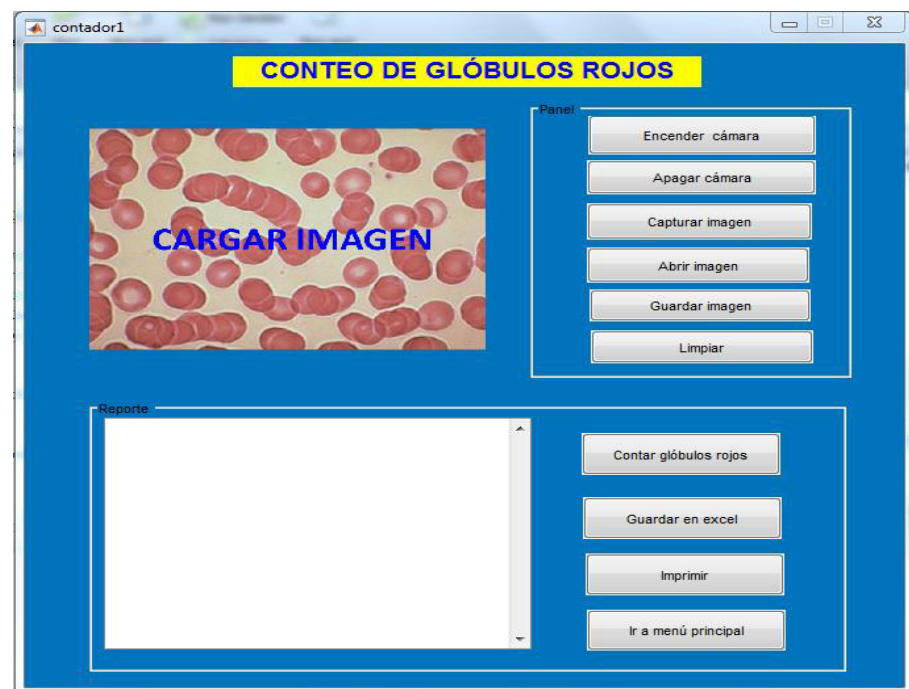 contador1
CONTEO DE GLÓBULOS ROJOS
Panel
CARGAR IMAGEN
Encender cámara
Apagar cámara
Capturar imagen
Abrir imagen
Guardar imagen
Limpiar
Reporte
Contar glóbulos rojos
Guardar en excel
Imprimir
Ir a menú principal